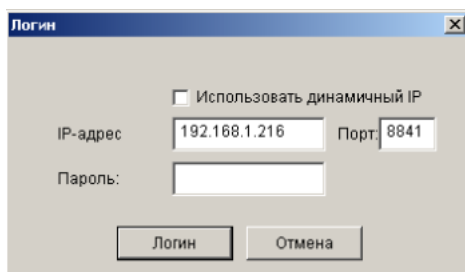 Логин
Использовать динамичный IP
IP-адрес 192.168.1.216 Порт: 8841
Пароль:
Логин Отмена